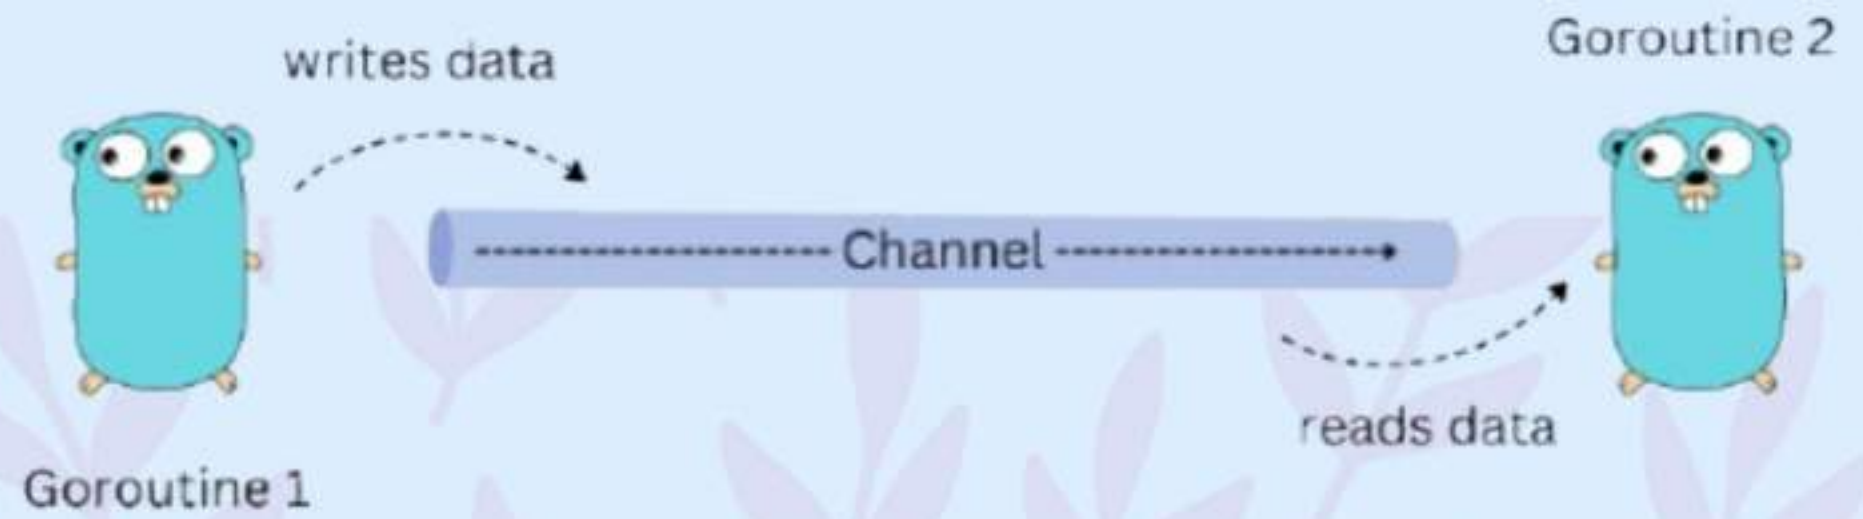 Goroutine 2
writes data
Channel
reads data
Goroutine 1